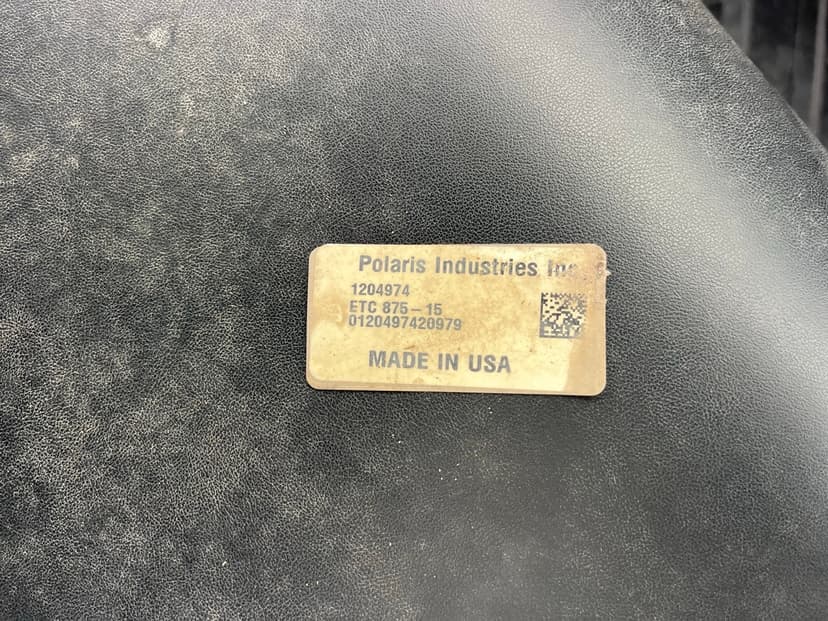 Polaris Industries Inc.
1204974
ETC 875-15
0120497420979
MADE IN USA